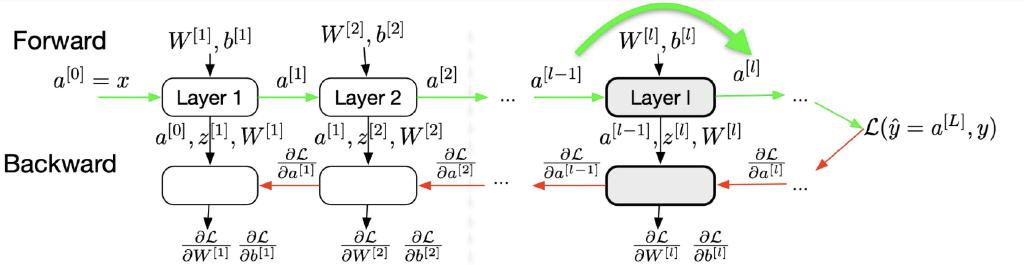 Forward
W^{[1]}, b^{[1]} W^{[2]}, b^{[2]} W^{[l]}, b^{[l]}
a^{[0]} = x Layer 1 a^{[1]} Layer 2 a^{[2]} ... a^{[l-1]} Layer l a^{[l]} ...
a^{[0]}, z^{[1]}, W^{[1]} a^{[1]}, z^{[2]}, W^{[2]} a^{[l-1]}, z^{[l]}, W^{[l]} \mathcal{L}(\hat{y} = a^{[L]}, y)
Backward
\frac{\partial \mathcal{L}}{\partial a^{[1]}} \frac{\partial \mathcal{L}}{\partial a^{[2]}} ... \frac{\partial \mathcal{L}}{\partial a^{[l-1]}} \frac{\partial \mathcal{L}}{\partial a^{[l]}} ...
\frac{\partial \mathcal{L}}{\partial W^{[1]}} \frac{\partial \mathcal{L}}{\partial b^{[1]}} \frac{\partial \mathcal{L}}{\partial W^{[2]}} \frac{\partial \mathcal{L}}{\partial b^{[2]}} \frac{\partial \mathcal{L}}{\partial W^{[l]}} \frac{\partial \mathcal{L}}{\partial b^{[l]}}